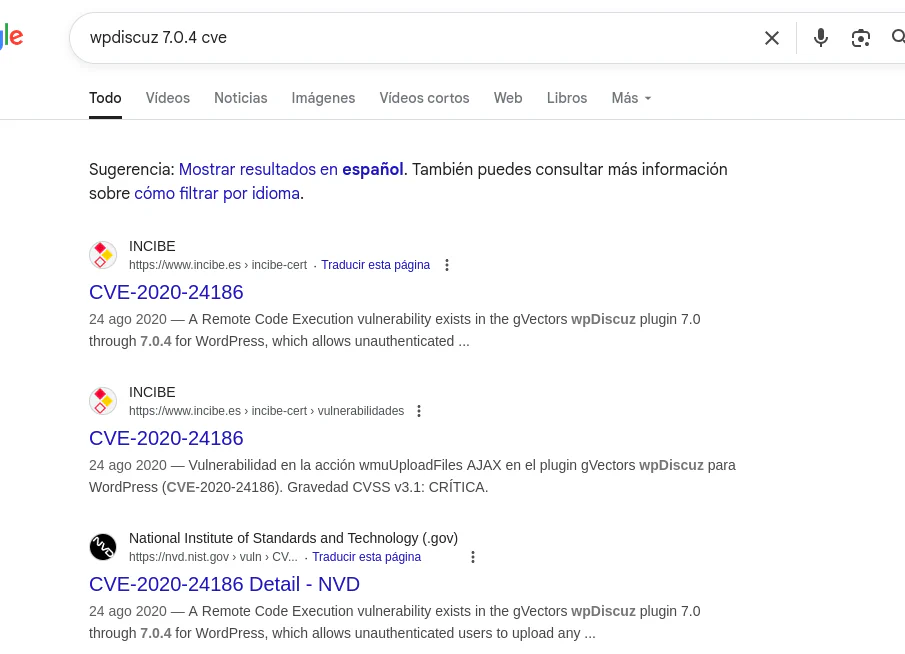 le
wpdiscuz 7.0.4 cve
Todo Vídeos Noticias Imágenes Vídeos cortos Web Libros Más
Sugerencia: Mostrar resultados en español. También puedes consultar más información
sobre cómo filtrar por idioma.
INCIBE
https://www.incibe.es › incibe-cert · Traducir esta página
CVE-2020-24186
24 ago 2020 — A Remote Code Execution vulnerability exists in the gVectors wpDiscuz plugin 7.0
through 7.0.4 for WordPress, which allows unauthenticated ...
INCIBE
https://www.incibe.es › incibe-cert › vulnerabilidades
CVE-2020-24186
24 ago 2020 — Vulnerabilidad en la acción wmuUploadFiles AJAX en el plugin gVectors wpDiscuz para
WordPress (CVE-2020-24186). Gravedad CVSS v3.1: CRÍTICA.
NVD
National Institute of Standards and Technology (.gov)
https://nvd.nist.gov › vuln › CV... · Traducir esta página
CVE-2020-24186 Detail - NVD
24 ago 2020 — A Remote Code Execution vulnerability exists in the gVectors wpDiscuz plugin 7.0
through 7.0.4 for WordPress, which allows unauthenticated users to upload any ...